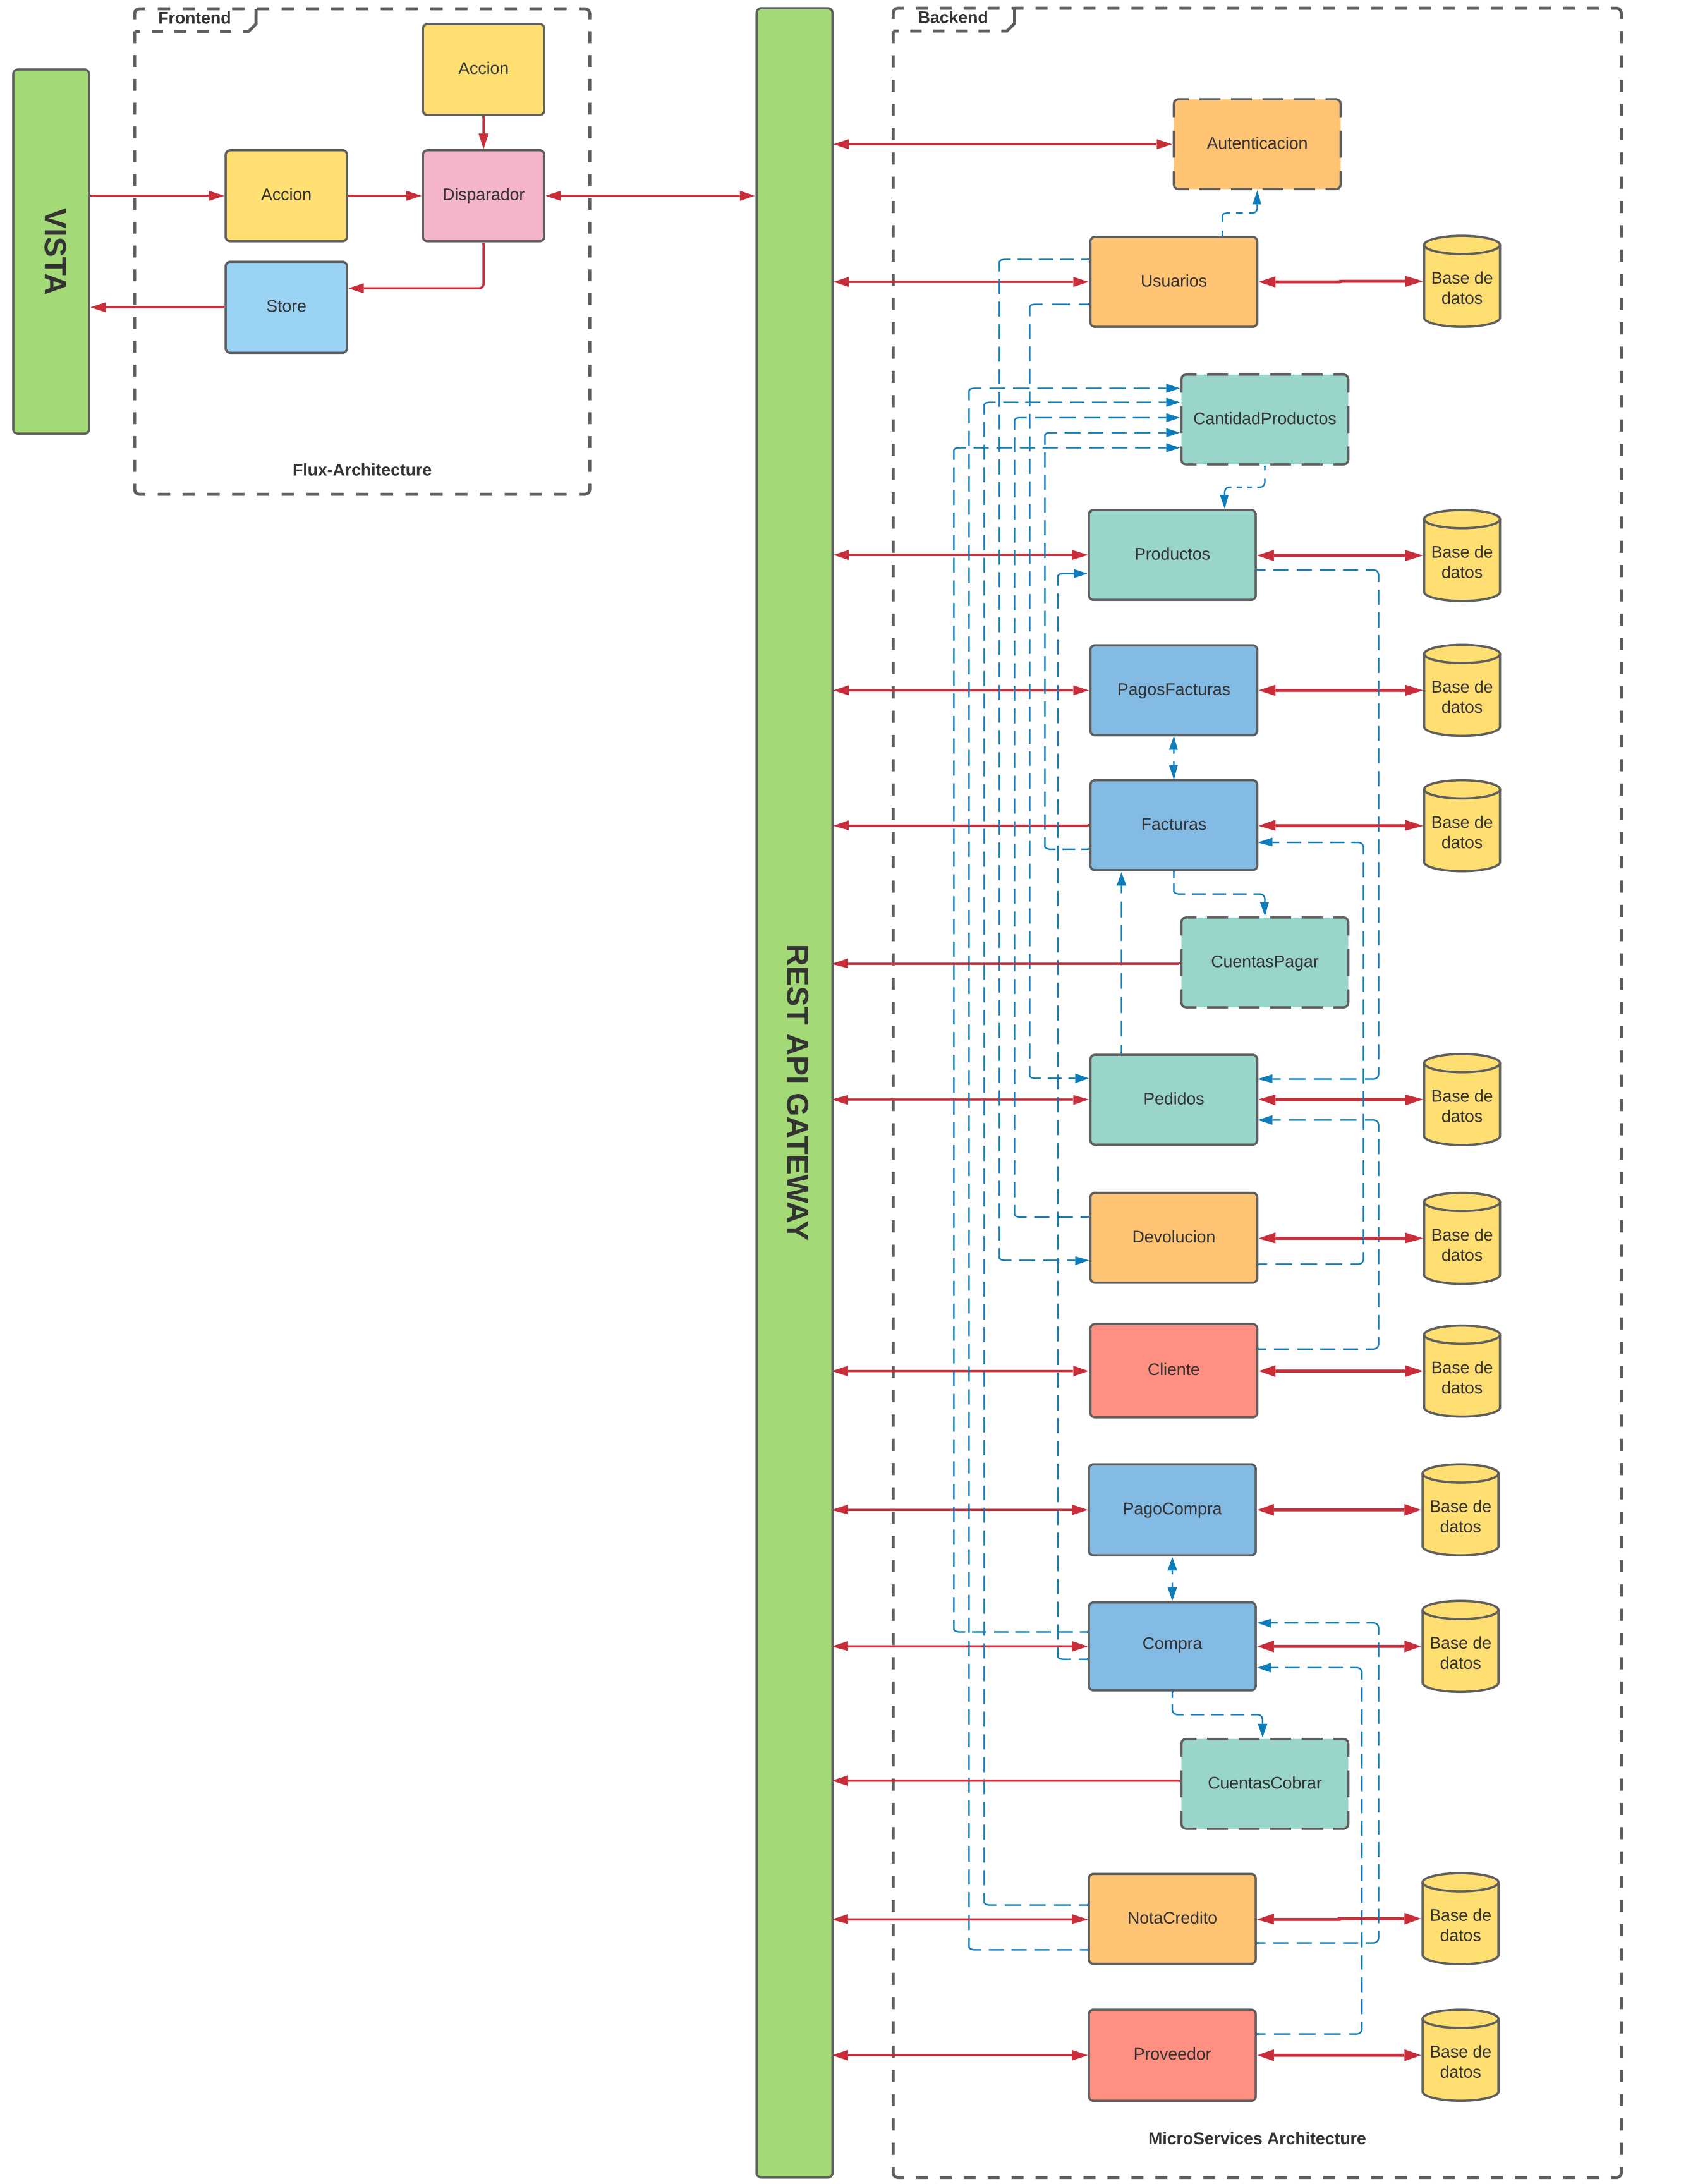 Frontend
Accion
VISTA
Accion
Disparador
Store
Flux-Architecture
REST API GATEWAY
Backend
Autenticacion
Usuarios
Base de
datos
CantidadProductos
Productos
Base de
datos
PagosFacturas
Base de
datos
Facturas
Base de
datos
CuentasPagar
Pedidos
Base de
datos
Devolucion
Base de
datos
Cliente
Base de
datos
PagoCompra
Base de
datos
Compra
Base de
datos
CuentasCobrar
NotaCredito
Base de
datos
Proveedor
Base de
datos
MicroServices Architecture